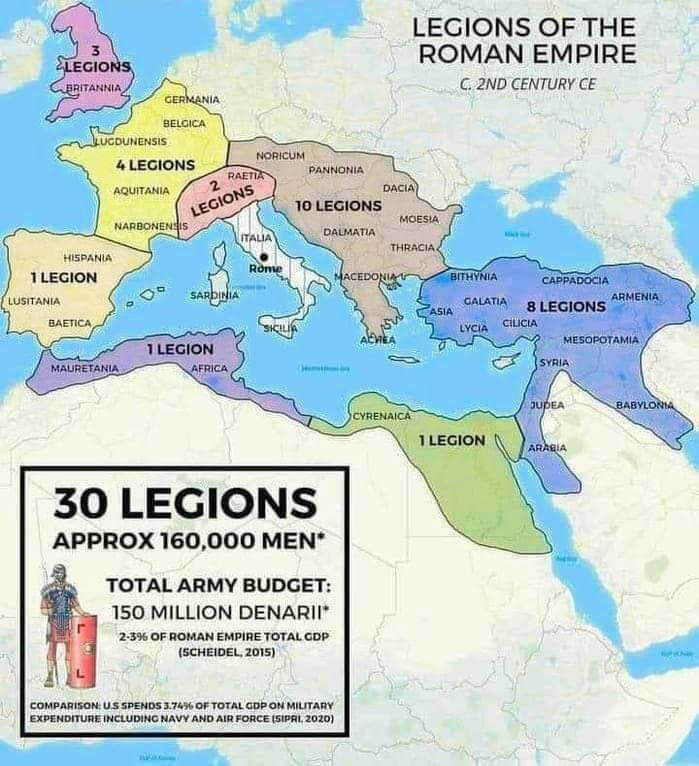 LEGIONS OF THE
ROMAN EMPIRE
C. 2ND CENTURY CE
3
LEGIONS
BRITANNIA
GERMANIA
BELGICA
LUGDUNENSIS
4 LEGIONS
AQUITANIA
NARBONENSIS
NORICUM
RAETIA
2
LEGIONS
PANNONIA
DACIA
10 LEGIONS
MOESIA
DALMATIA
THRACIA
ITALIA
Rome
MACEDONIA
SARDINIA
SICILIA
ACHEA
HISPANIA
1 LEGION
LUSITANIA
BAETICA
BITHYNIA
CAPPADOCIA
GALATIA
ARMENIA
ASIA
8 LEGIONS
LYCIA
CILICIA
MESOPOTAMIA
SYRIA
JUDEA
BABYLONIA
ARABIA
1 LEGION
MAURETANIA
AFRICA
CYRENAICA
1 LEGION
Black Sea
Red Sea
30 LEGIONS
APPROX 160,000 MEN*
TOTAL ARMY BUDGET:
150 MILLION DENARII*
2-3% OF ROMAN EMPIRE TOTAL GDP
(SCHEIDEL, 2015)
COMPARISON: U.S SPENDS 3.74% OF TOTAL GDP ON MILITARY
EXPENDITURE INCLUDING NAVY AND AIR FORCE (SIPRI, 2020)